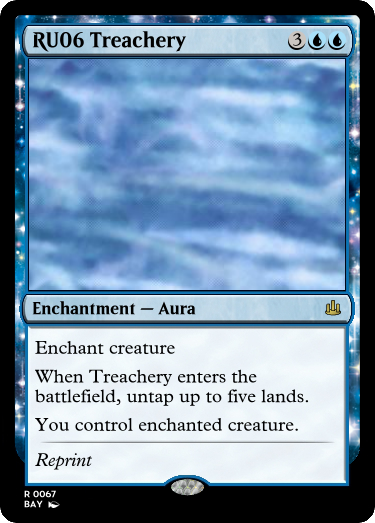 RU06 Treachery 3
Enchantment — Aura
Enchant creature
When Treachery enters the
battlefield, untap up to five lands.
You control enchanted creature.
Reprint
R 0067
BAY